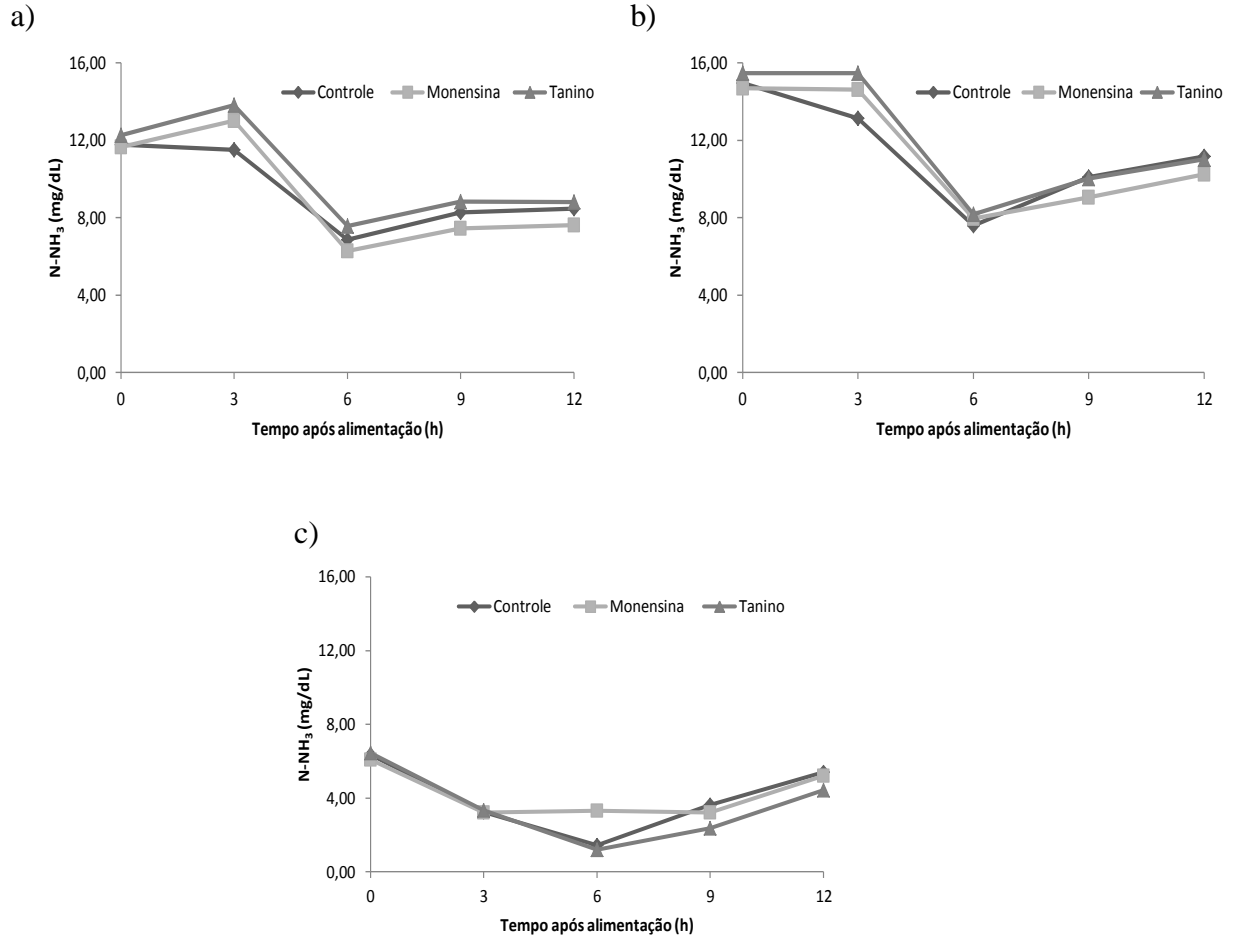 a)
16,00
12,00
8,00
4,00
0,00
N-NH₃ (mg/dL)
Controle Monensina Tanino
0 3 6 9 12
Tempo após alimentação (h)
b)
16,00
12,00
8,00
4,00
0,00
N-NH₃ (mg/dL)
Controle Monensina Tanino
0 3 6 9 12
Tempo após alimentação (h)
c)
16,00
12,00
8,00
4,00
0,00
N-NH₃ (mg/dL)
Controle Monensina Tanino
0 3 6 9 12
Tempo após alimentação (h)